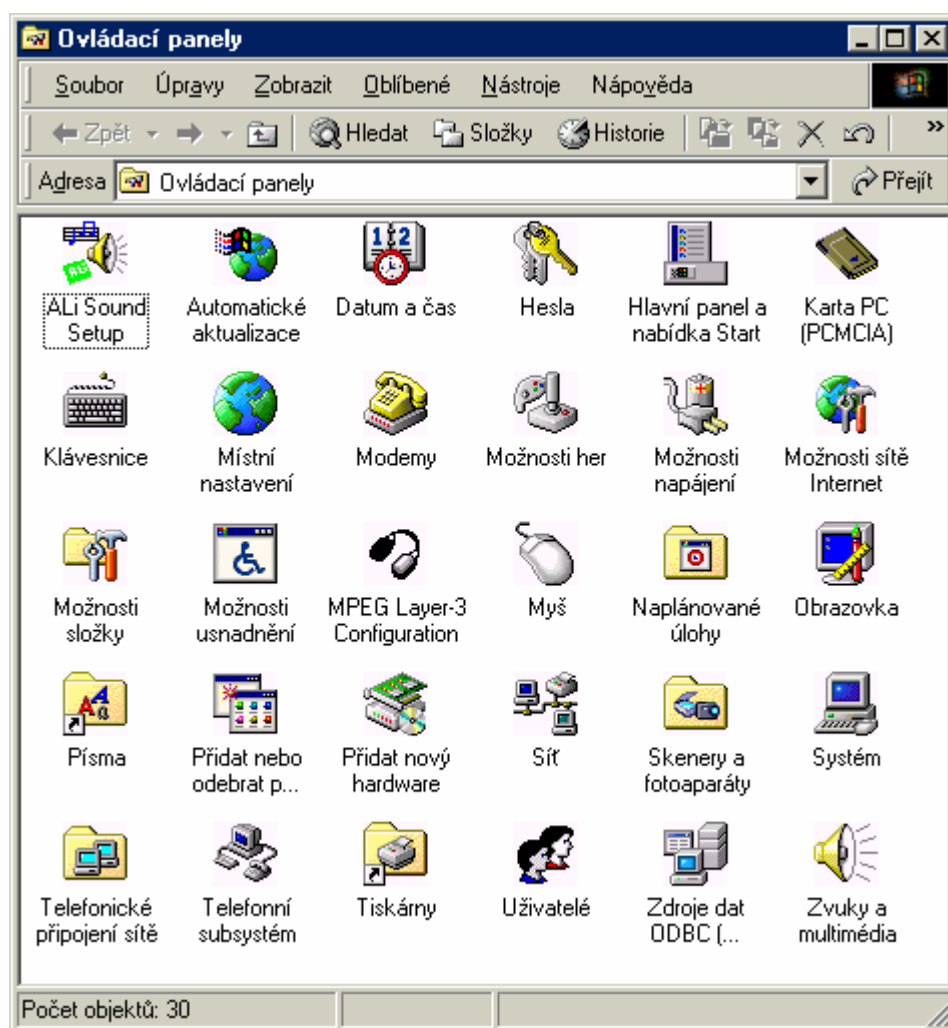 Ovládací panely
Soubor Úpravy Zobrazit Oblíbené Nástroje Nápověda
Zpět Hledat Složky Historie »
Adresa Ovládací panely Přejít
ALi Sound Setup
Automatické aktualizace
Datum a čas
Hesla
Hlavní panel a nabídka Start
Karta PC (PCMCIA)
Klávesnice
Místní nastavení
Modemy
Možnosti her
Možnosti napájení
Možnosti sítě Internet
Možnosti složky
Možnosti usnadnění
MPEG Layer-3 Configuration
Myš
Naplánované úlohy
Obrazovka
Písma
Přidat nebo odebrat p...
Přidat nový hardware
Síť
Skenery a fotoaparáty
Systém
Telefonické připojení sítě
Telefonní subsystém
Tiskárny
Uživatelé
Zdroje dat ODBC (...
Zvuky a multimédia
Počet objektů: 30